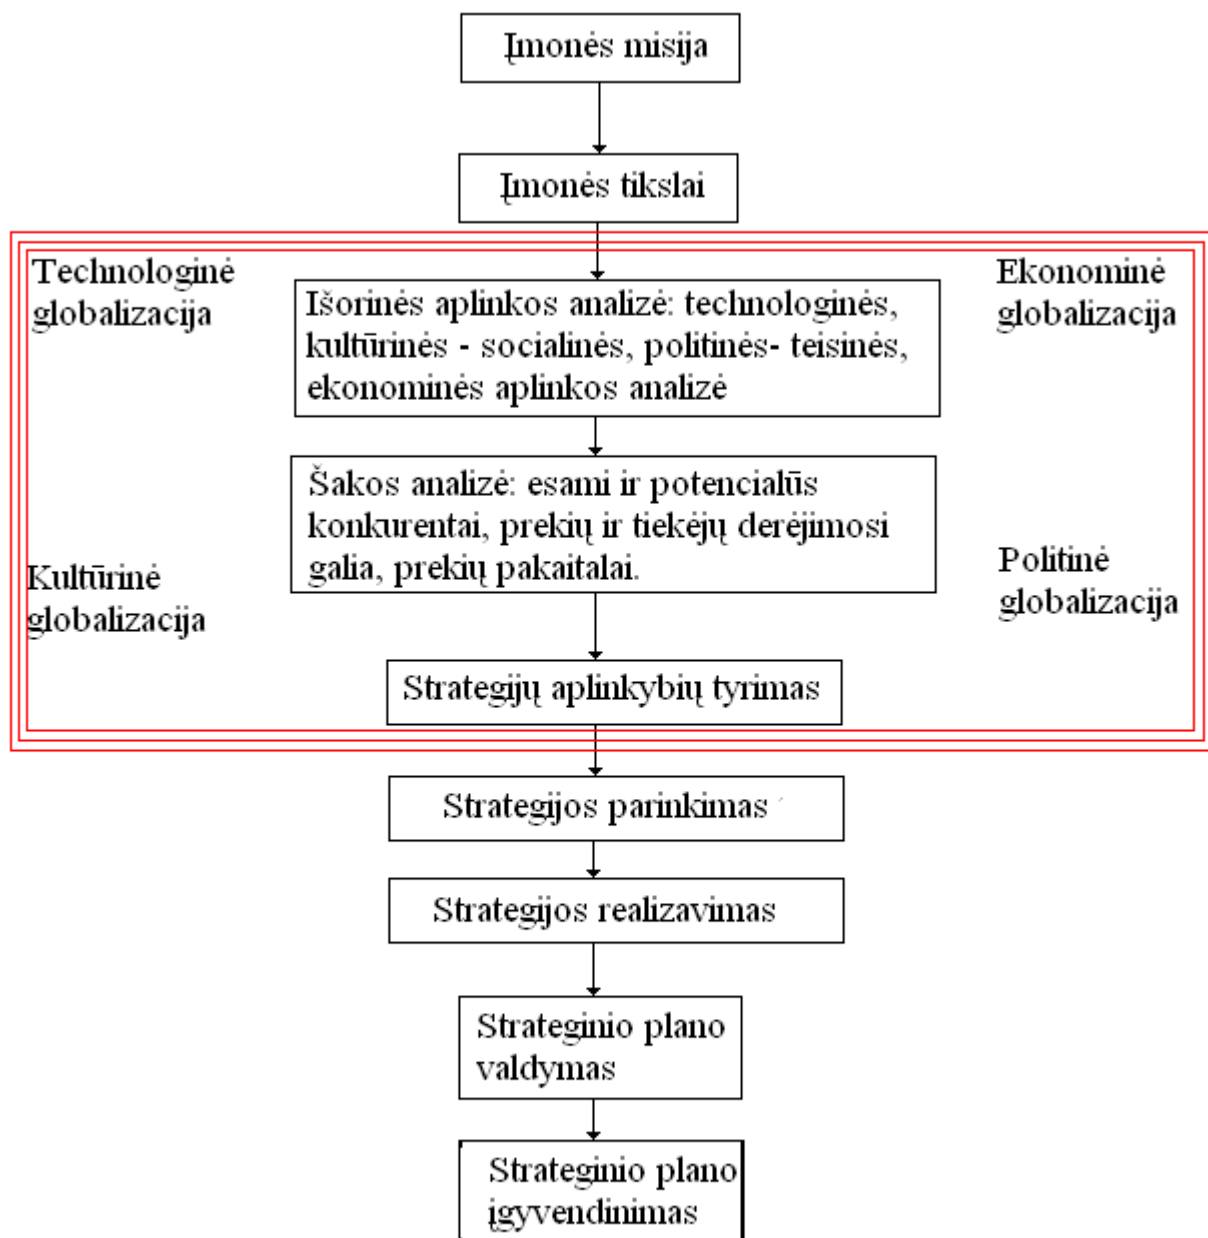 Įmonės misija
Įmonės tikslai
Technologinė
globalizacija
Ekonominė
globalizacija
Išorinės aplinkos analizė: technologinės,
kultūrinės - socialinės, politinės- teisinės,
ekonominės aplinkos analizė
Šakos analizė: esami ir potencialūs
konkurentai, prekių ir tiekėjų derėjimosi
galia, prekių pakaitalai.
Kultūrinė
globalizacija
Politinė
globalizacija
Strategijų aplinkybių tyrimas
Strategijos parinkimas
Strategijos realizavimas
Strateginio plano
valdymas
Strateginio plano
įgyvendinimas